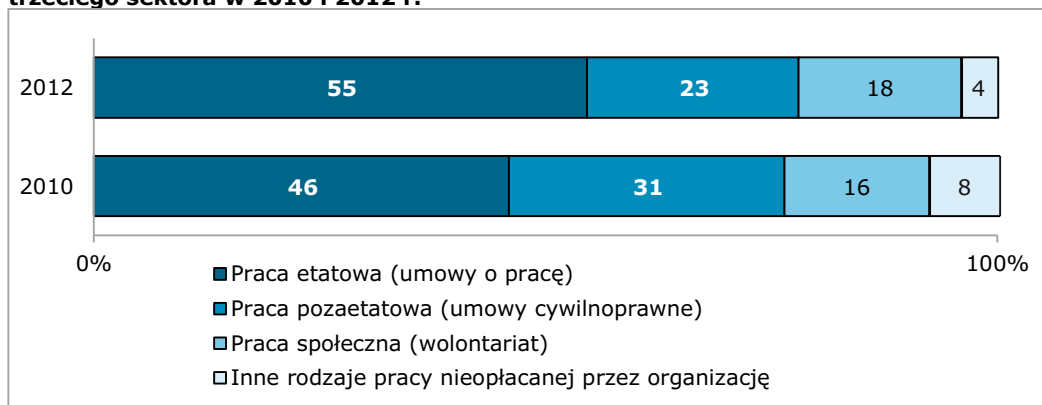 trzeciego sektora w 2010 i 2012 r.
2012 55 23 18 4
2010 46 31 16 8
0% 100%
Praca etatowa (umowy o pracę)
Praca pozaetatowa (umowy cywilnoprawne)
Praca społeczna (wolontariat)
Inne rodzaje pracy nieopłacanej przez organizację